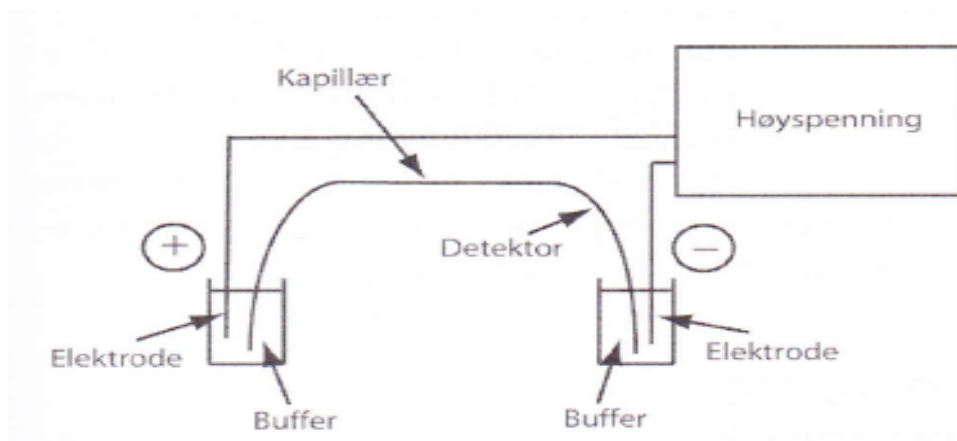 Kapillær
Høyspenning
+
Detektor
−
Elektrode
Elektrode
Buffer
Buffer